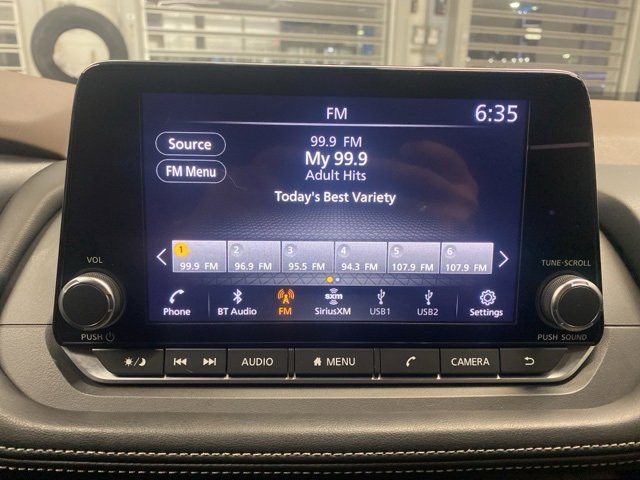 FM 6:35
Source
FM Menu
99.9 FM
My 99.9
Adult Hits
Today's Best Variety
1 2 3 4 5 6
99.9 FM 96.9 FM 95.5 FM 94.3 FM 107.9 FM 107.9 FM
VOL
TUNE·SCROLL
sxm
Phone BT Audio FM SiriusXM USB1 USB2 Settings
PUSH
PUSH SOUND
AUDIO MENU CAMERA